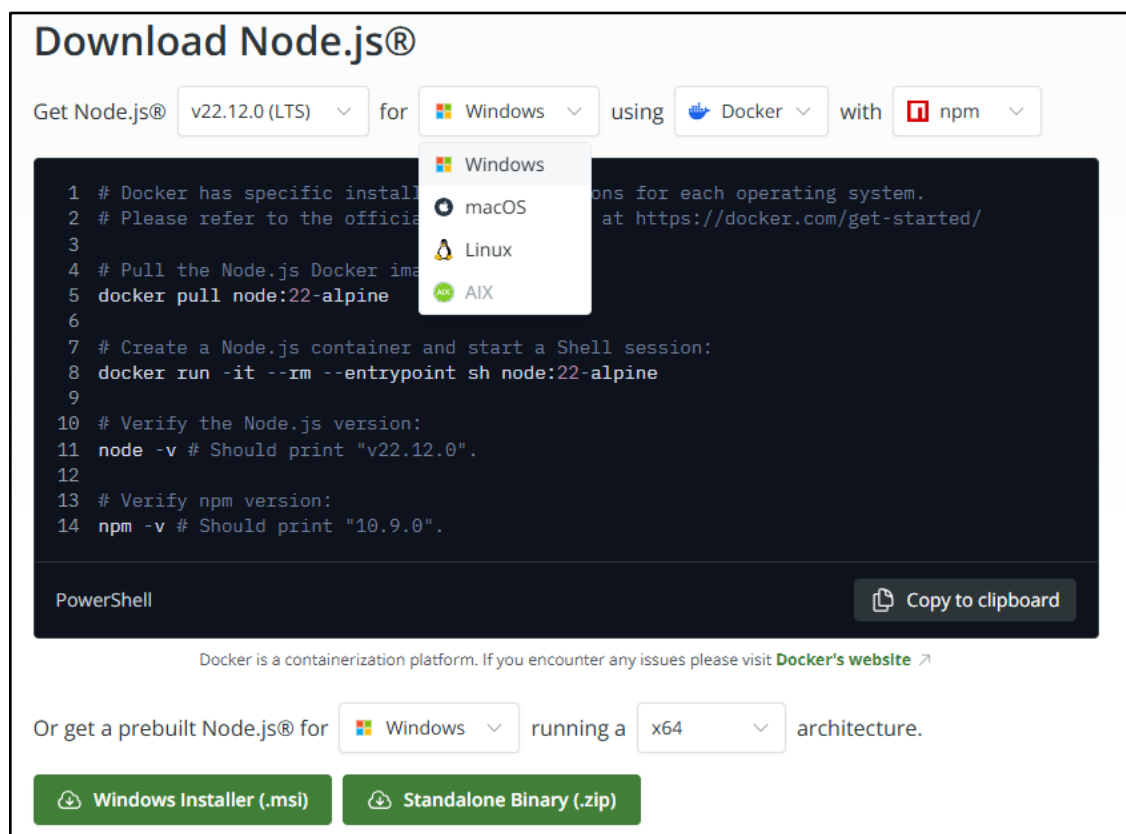 Download Node.js®
Get Node.js® v22.12.0 (LTS) for Windows using Docker with npm
Windows
macOS
Linux
AIX
1 # Docker has specific install ons for each operating system.
2 # Please refer to the officia at https://docker.com/get-started/
3
4 # Pull the Node.js Docker ima
5 docker pull node:22-alpine
6
7 # Create a Node.js container and start a Shell session:
8 docker run -it --rm --entrypoint sh node:22-alpine
9
10 # Verify the Node.js version:
11 node -v # Should print "v22.12.0".
12
13 # Verify npm version:
14 npm -v # Should print "10.9.0".
PowerShell Copy to clipboard
Docker is a containerization platform. If you encounter any issues please visit Docker's website
Or get a prebuilt Node.js® for Windows running a x64 architecture.
Windows Installer (.msi) Standalone Binary (.zip)